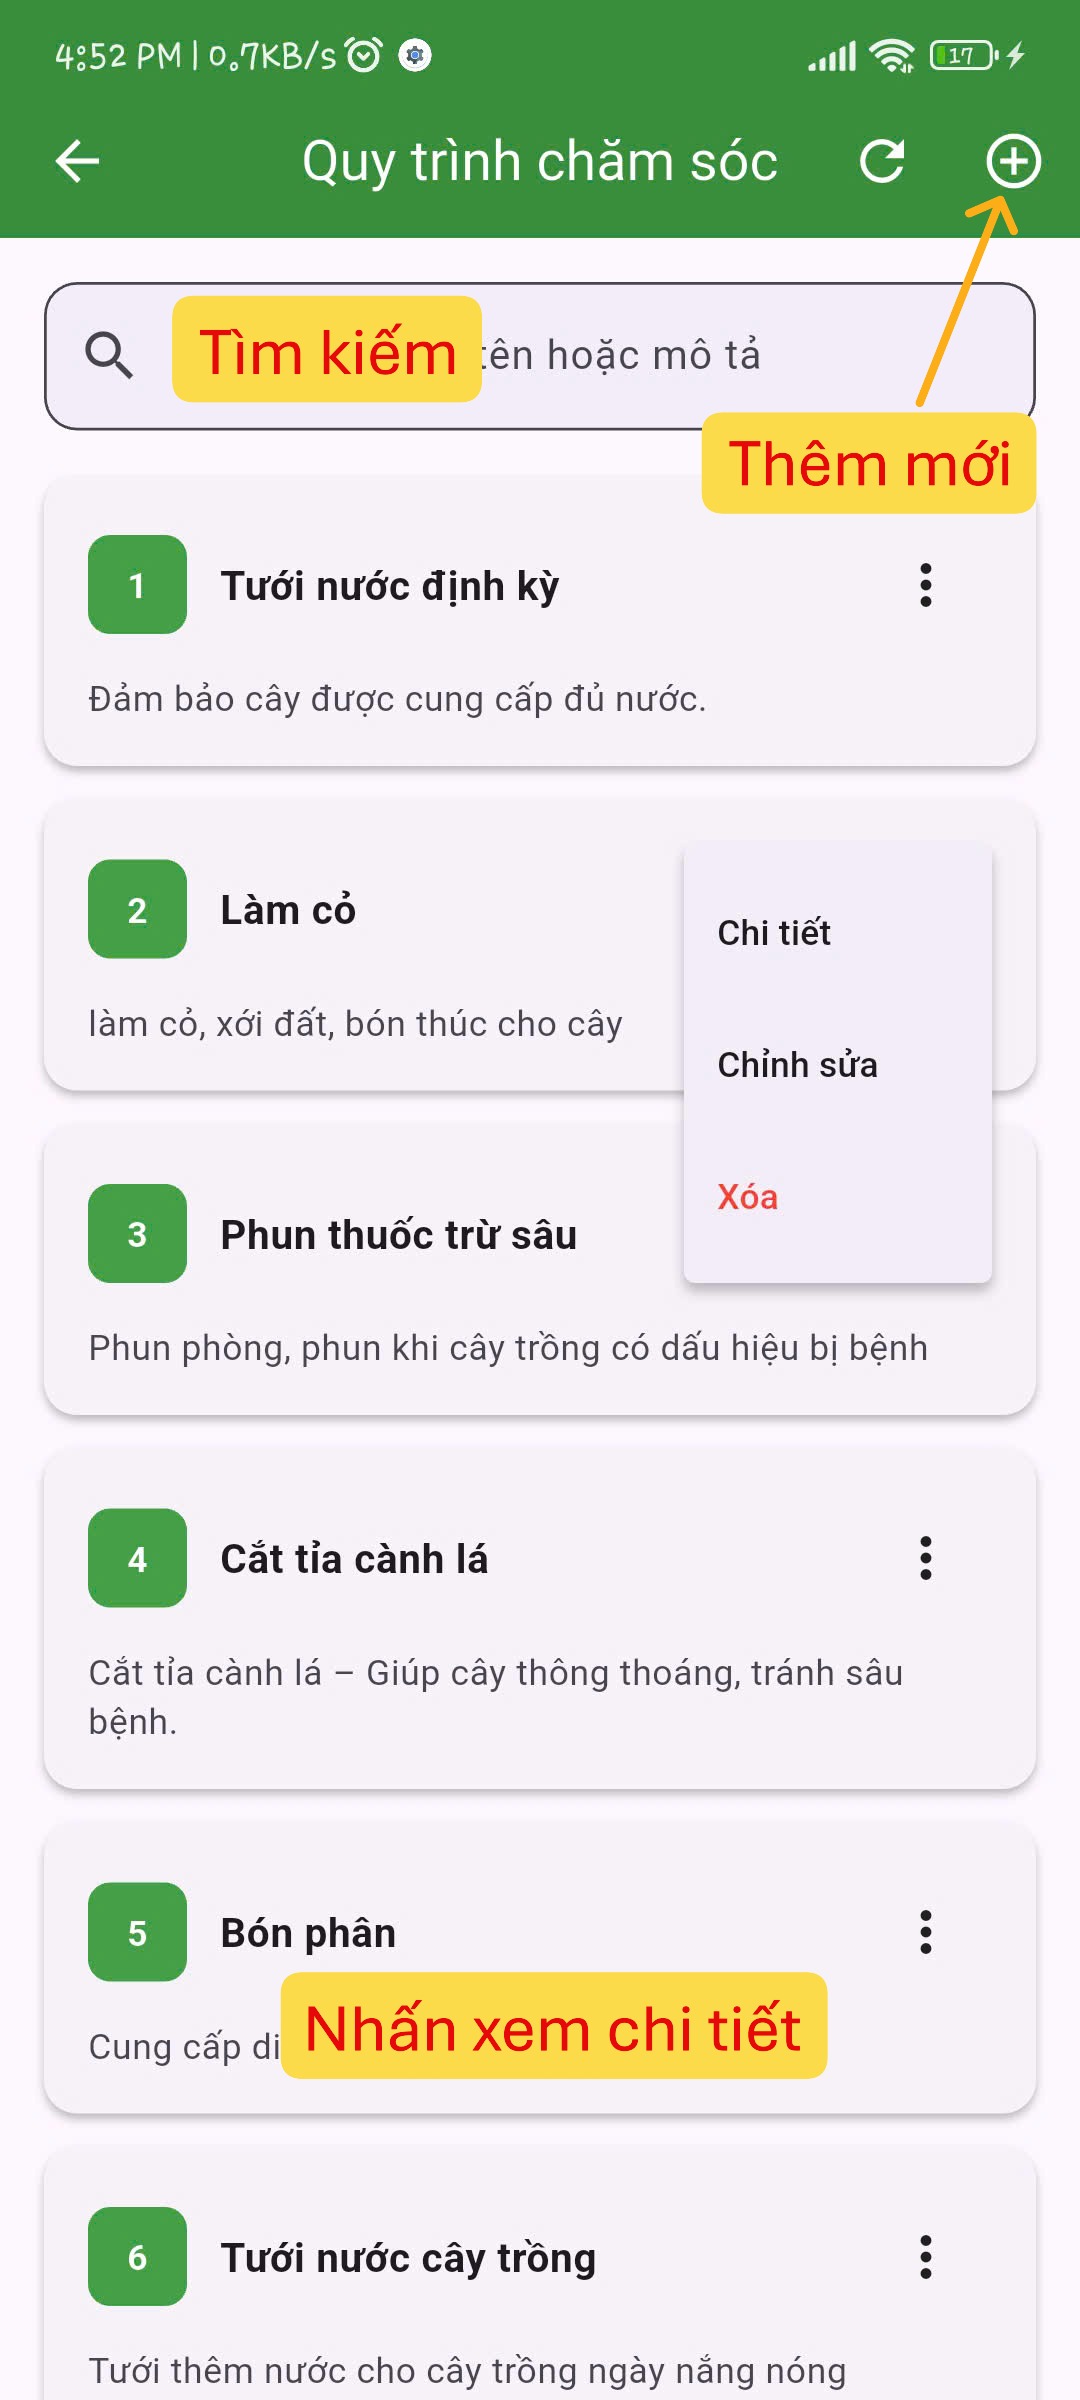 4:52 PM | 0.7KB/s
17
Quy trình chăm sóc
Tìm kiếm tên hoặc mô tả
Thêm mới
1 Tưới nước định kỳ
Đảm bảo cây được cung cấp đủ nước.
2 Làm cỏ
làm cỏ, xới đất, bón thúc cho cây
Chi tiết
Chỉnh sửa
Xóa
3 Phun thuốc trừ sâu
Phun phòng, phun khi cây trồng có dấu hiệu bị bệnh
4 Cắt tỉa cành lá
Cắt tỉa cành lá – Giúp cây thông thoáng, tránh sâu
bệnh.
5 Bón phân
Nhấn xem chi tiết
Cung cấp di
6 Tưới nước cây trồng
Tưới thêm nước cho cây trồng ngày nắng nóng